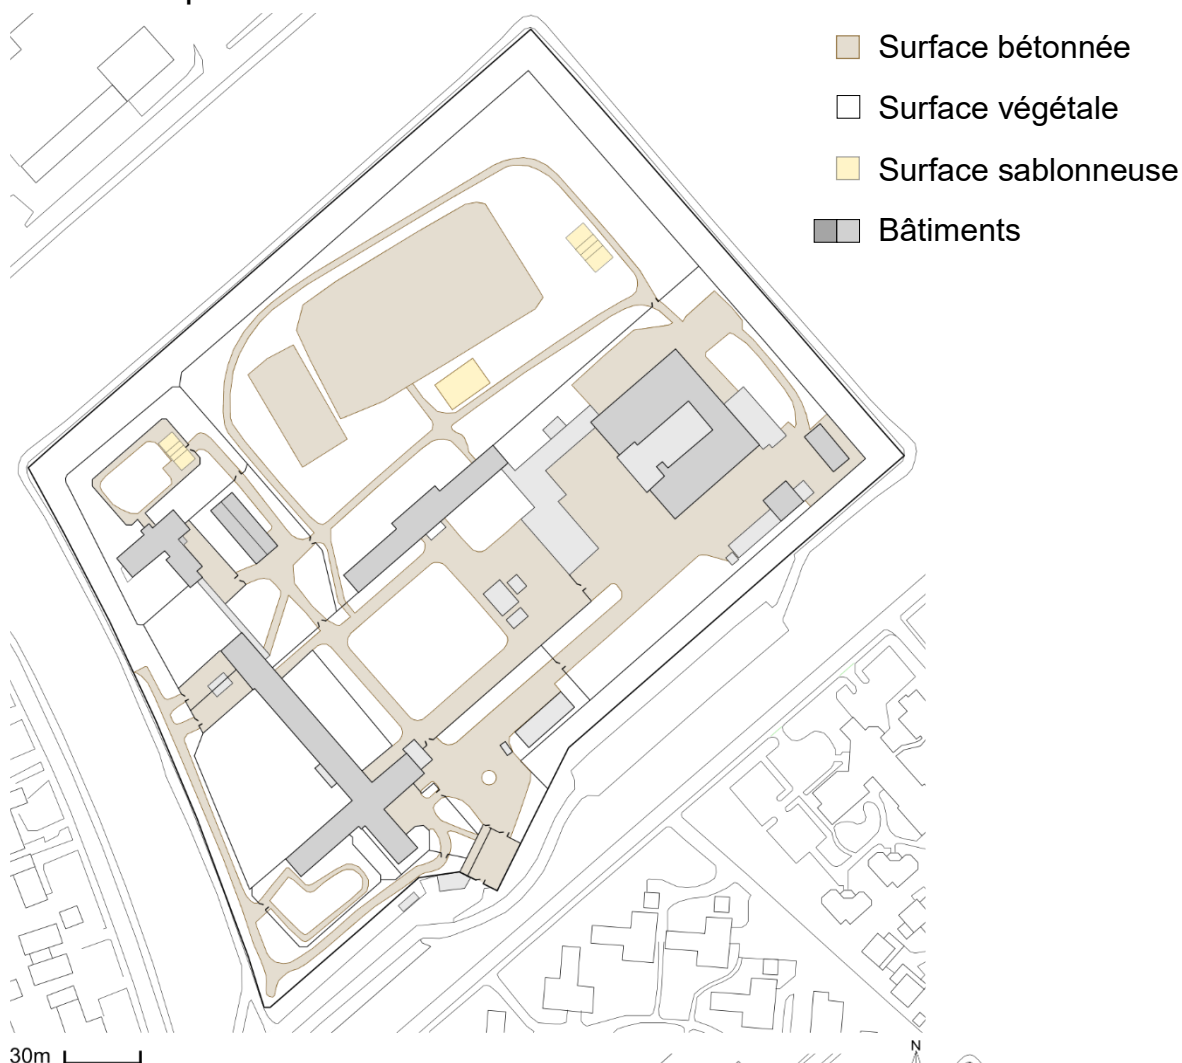 Surface bétonnée
Surface végétale
Surface sablonneuse
Bâtiments
30m
N